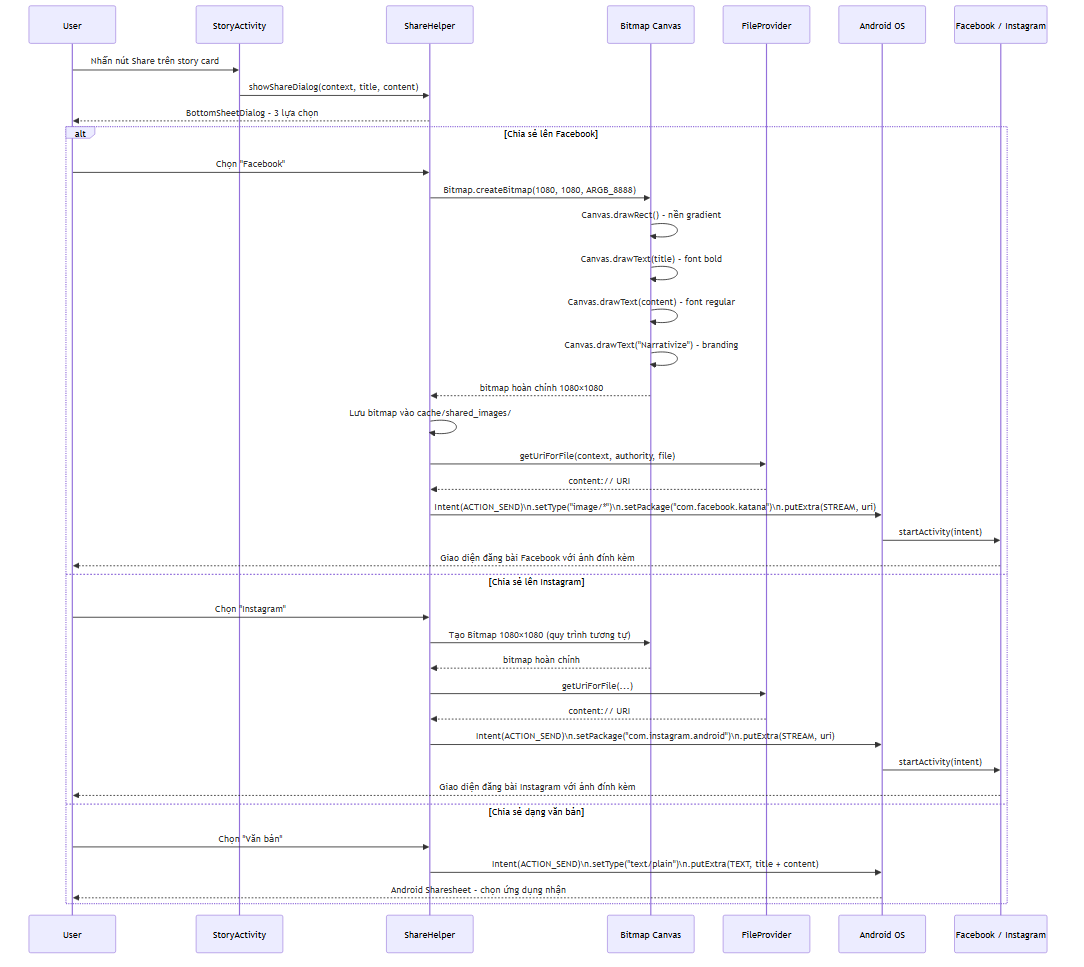 User StoryActivity ShareHelper Bitmap Canvas FileProvider Android OS Facebook / Instagram
Nhấn nút Share trên story card
showShareDialog(context, title, content)
BottomSheetDialog - 3 lựa chọn
alt [Chia sẻ lên Facebook]
Chọn "Facebook"
Bitmap.createBitmap(1080, 1080, ARGB_8888)
Canvas.drawRect() - nền gradient
Canvas.drawText(title) - font bold
Canvas.drawText(content) - font regular
Canvas.drawText("Narrativize") - branding
bitmap hoàn chỉnh 1080×1080
Lưu bitmap vào cache/shared_images/
getUriForFile(context, authority, file)
content:// URI
Intent(ACTION_SEND)\n.setType("image/*")\n.setPackage("com.facebook.katana")\n.putExtra(STREAM, uri)
startActivity(intent)
Giao diện đăng bài Facebook với ảnh đính kèm
[Chia sẻ lên Instagram]
Chọn "Instagram"
Tạo Bitmap 1080×1080 (quy trình tương tự)
bitmap hoàn chỉnh
getUriForFile(...)
content:// URI
Intent(ACTION_SEND)\n.setPackage("com.instagram.android")\n.putExtra(STREAM, uri)
startActivity(intent)
Giao diện đăng bài Instagram với ảnh đính kèm
[Chia sẻ dạng văn bản]
Chọn "Văn bản"
Intent(ACTION_SEND)\n.setType("text/plain")\n.putExtra(TEXT, title + content)
Android Sharesheet - chọn ứng dụng nhận
User StoryActivity ShareHelper Bitmap Canvas FileProvider Android OS Facebook / Instagram